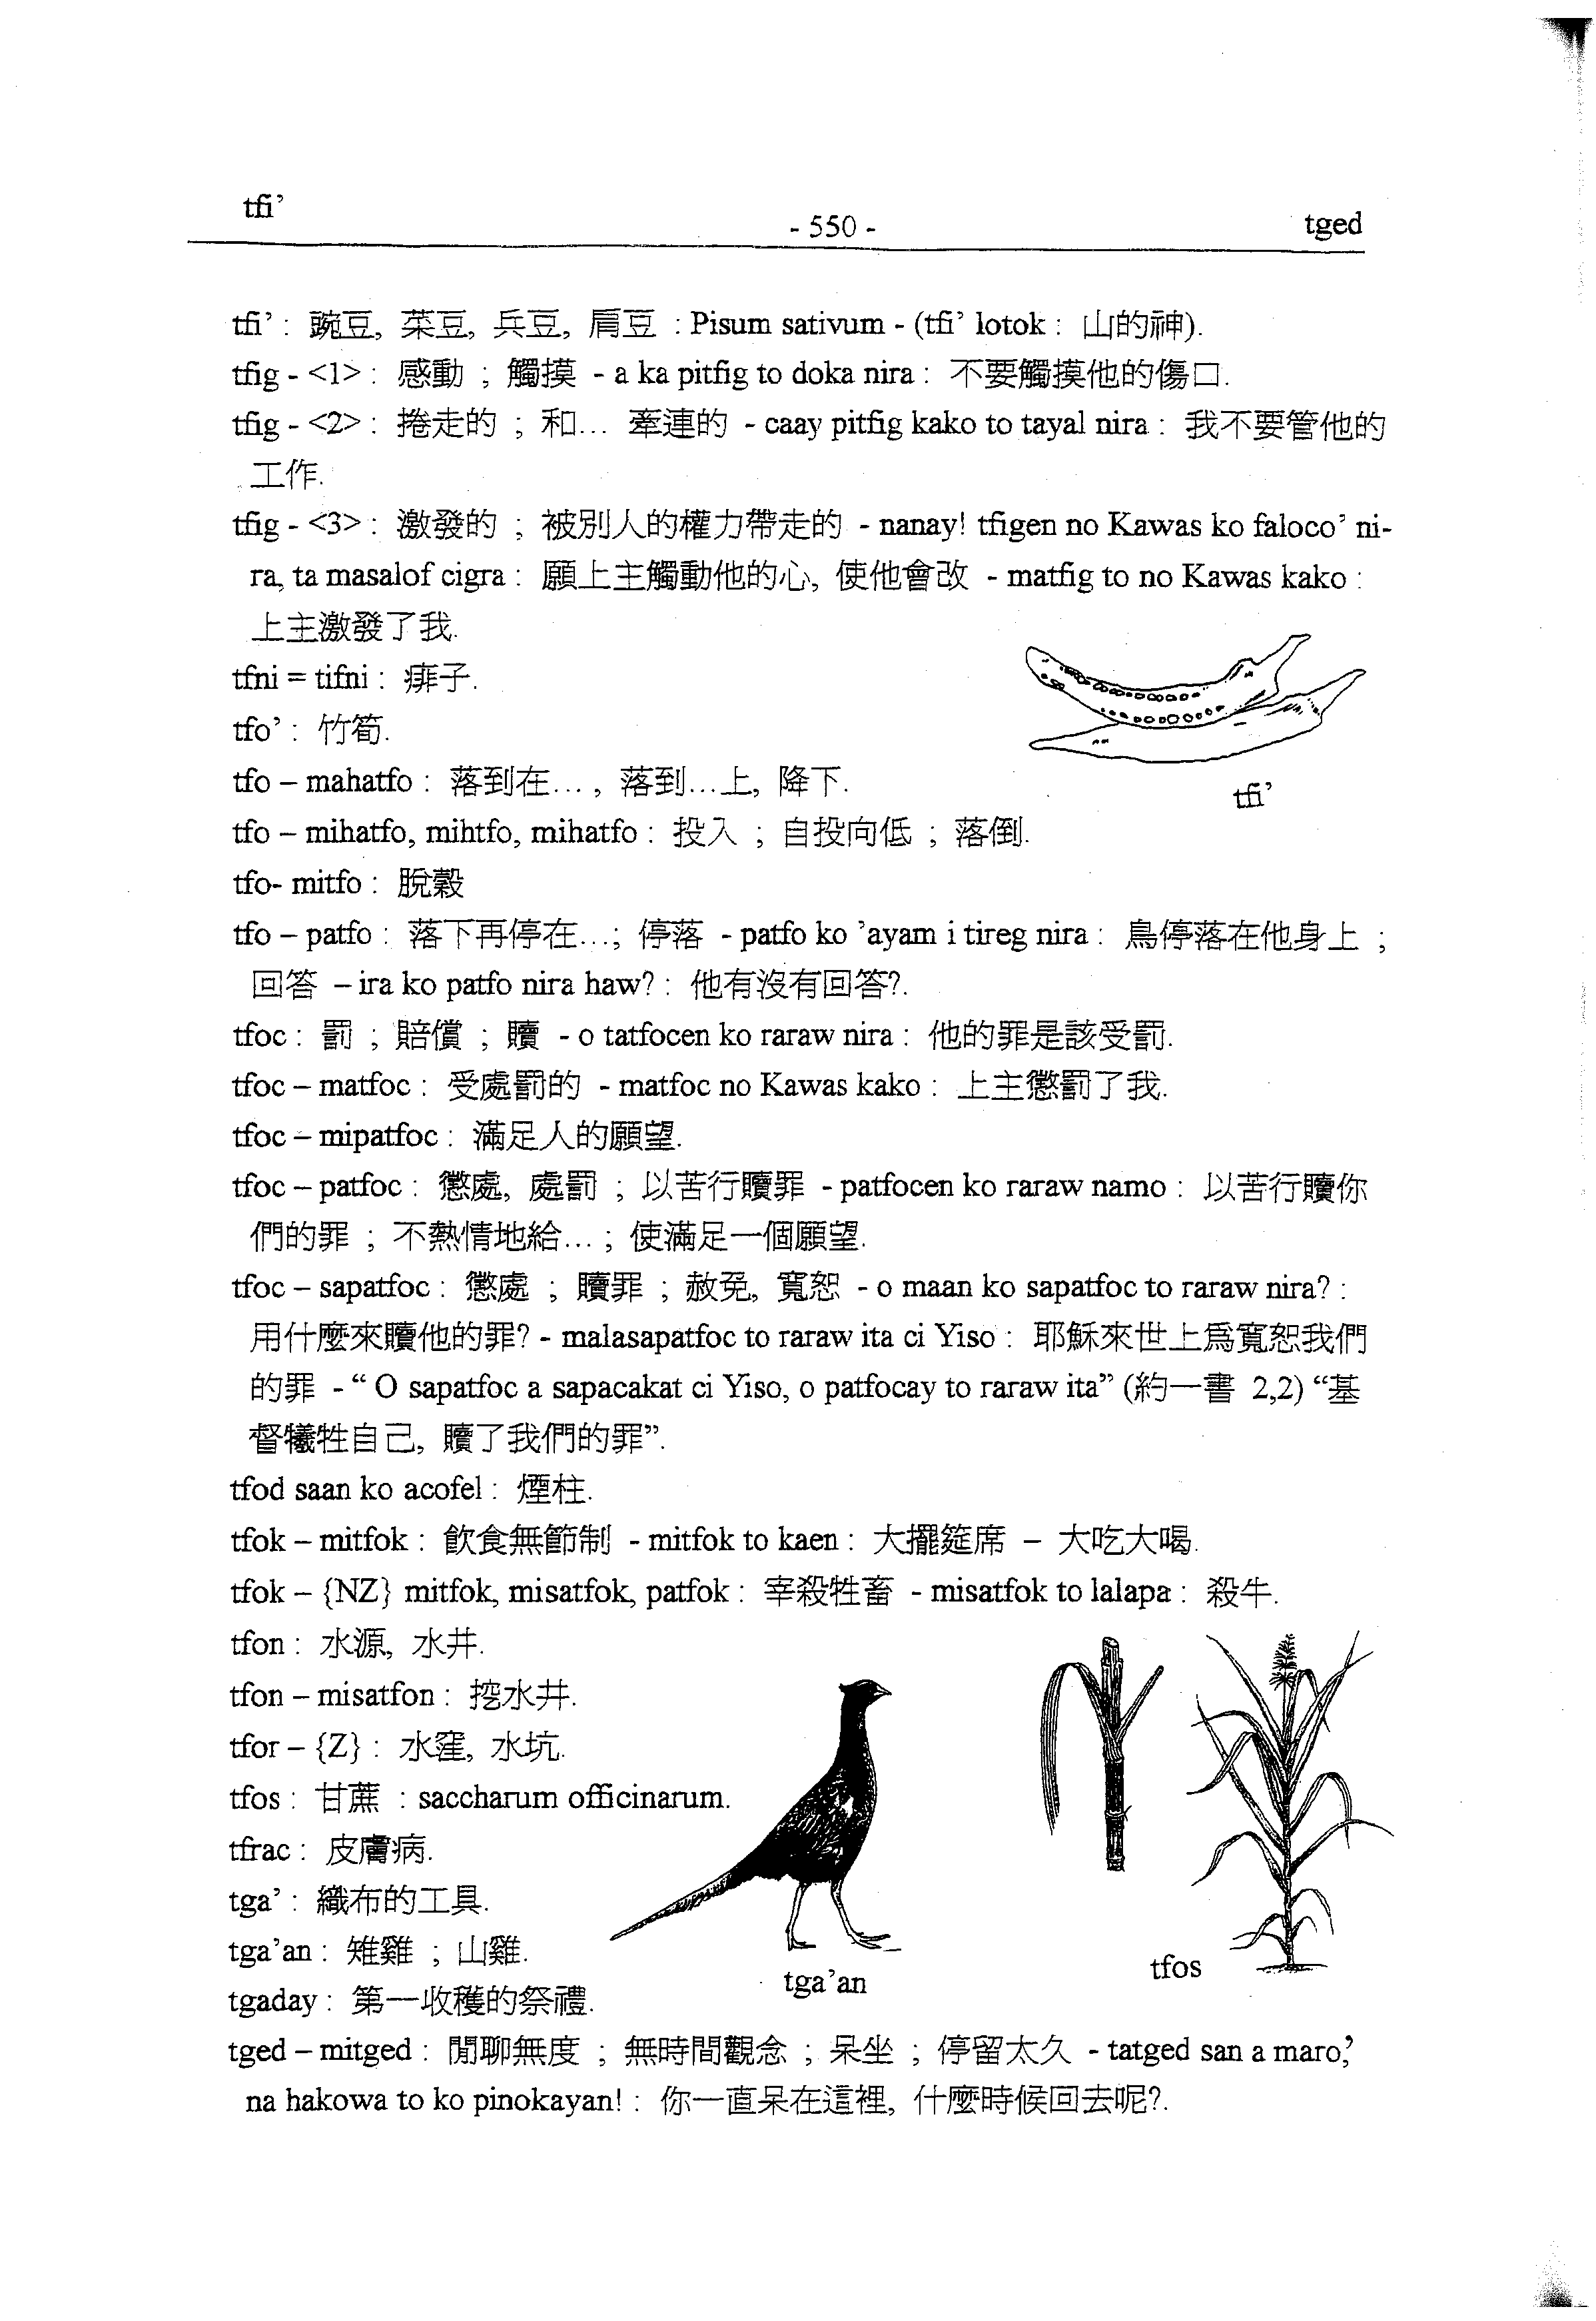 tfi’
- 550 -
tged
tfi’ : 豌豆, 菜豆, 兵豆, 肩豆 : Pisum sativum - (tfi’ lotok : 山的神).
tfig - <1> : 感動 ; 觸摸 - a ka pitfig to doka nira : 不要觸摸他的傷口.
tfig - <2> : 捲走的 ; 和… 牽連的 - caay pitfig kako to tayal nira : 我不要管他的
工作.
tfig - <3> : 激發的 ; 被別人的權力帶走的 - nanay! tfigen no Kawas ko faloco’ ni-
ra, ta masalof cigra : 願上主觸動他的心, 使他會改 - matfig to no Kawas kako :
上主激發了我.
tfni = tifni : 痱子.
tfo’ : 竹筍.
tfo – mahatfo : 落到在… , 落到…上, 降下.
tfi’
tfo – mihatfo, mihtfo, mihatfo : 投入 ; 自投向低 ; 落倒.
tfo- mitfo : 脫穀
tfo – patfo : 落下再停在…; 停落 - patfo ko ’ayam i tireg nira : 鳥停落在他身上 ;
回答 – ira ko patfo nira haw? : 他有沒有回答?.
tfoc : 罰 ; 賠償 ; 贖 - o tatfocen ko raraw nira : 他的罪是該受罰.
tfoc – matfoc : 受處罰的 - matfoc no Kawas kako : 上主懲罰了我.
tfoc – mipatfoc : 滿足人的願望.
tfoc – patfoc : 懲處, 處罰 ; 以苦行贖罪 - patfocen ko raraw namo : 以苦行贖你
們的罪 ; 不熱情地給… ; 使滿足一個願望.
tfoc – sapatfoc : 懲處 ; 贖罪 ; 赦免, 寬恕 - o maan ko sapatfoc to raraw nira? :
用什麼來贖他的罪? - malasapatfoc to raraw ita ci Yiso : 耶穌來世上爲寬恕我們
的罪 - “ O sapatfoc a sapacakat ci Yiso, o patfocay to raraw ita” (約一書 2,2) “基
督犧牲自己, 贖了我們的罪”.
tfod saan ko acofel : 煙柱.
tfok – mitfok : 飲食無節制 - mitfok to kaen : 大擺筵席 – 大吃大喝.
tfok – {NZ} mitfok, misatfok, patfok : 宰殺牲畜 - misatfok to lalapa : 殺牛.
tfon : 水源, 水井.
tfon – misatfon : 挖水井.
tfor – {Z} : 水窪, 水坑.
tfos : 甘蔗 : saccharum officinarum.
tfrac : 皮膚病.
tga’ : 織布的工具.
tga’an : 雉雞 ; 山雞.
tga’an
tfos
tgaday : 第一收穫的祭禮.
tged – mitged : 閒聊無度 ; 無時間觀念 ; 呆坐 ; 停留太久 - tatged san a maro,’
na hakowa to ko pinokayan! : 你一直呆在這裡, 什麼時候回去呢?.